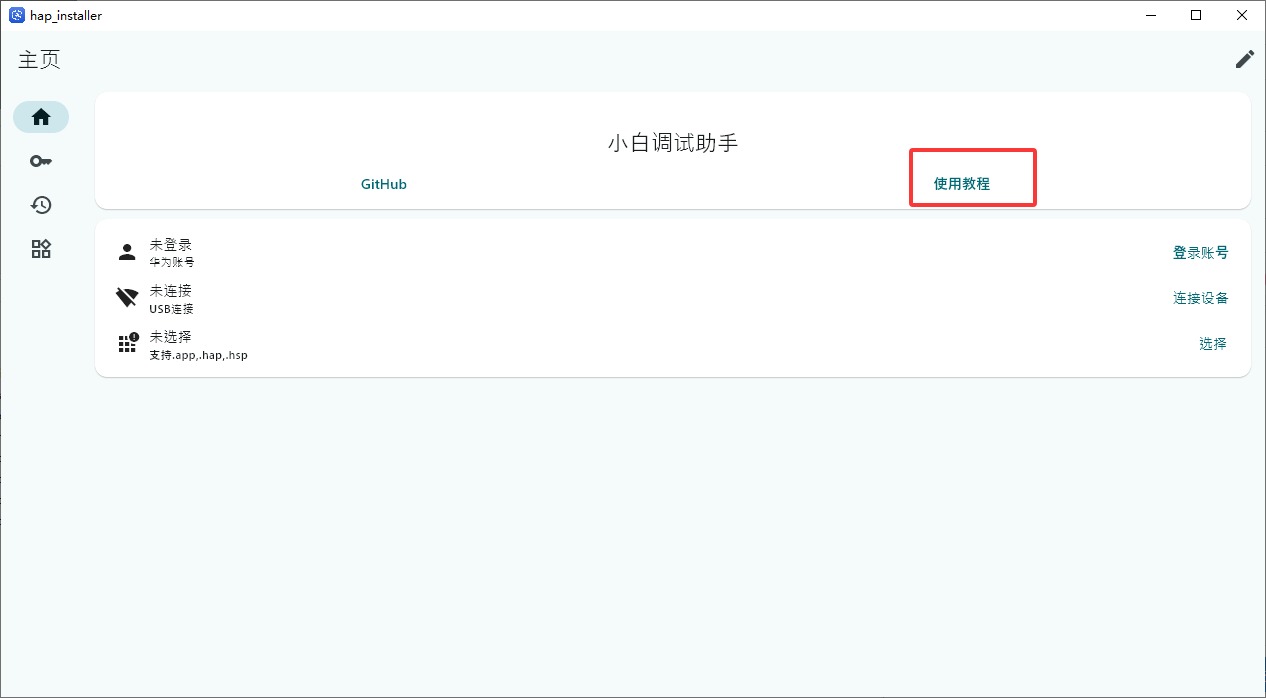 hap_installer
主页
小白调试助手
GitHub
使用教程
未登录
华为账号
登录账号
未连接
USB连接
连接设备
未选择
支持.app,.hap,.hsp
选择